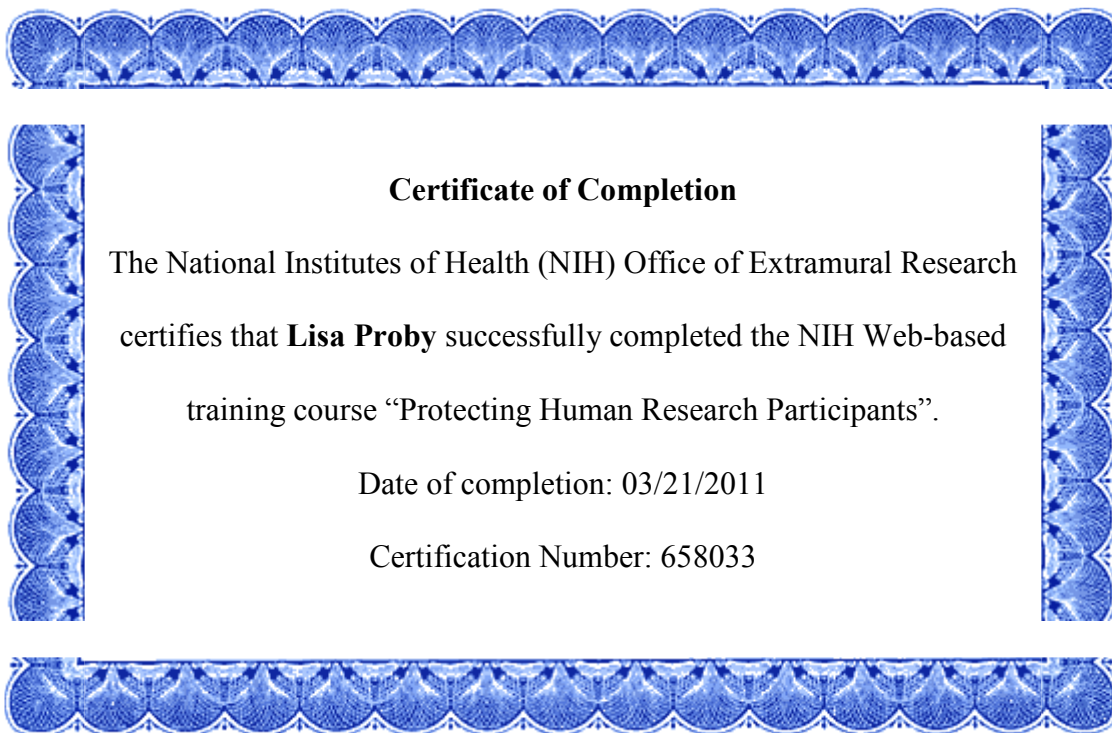 Certificate of Completion
The National Institutes of Health (NIH) Office of Extramural Research
certifies that Lisa Proby successfully completed the NIH Web-based
training course “Protecting Human Research Participants”.
Date of completion: 03/21/2011
Certification Number: 658033